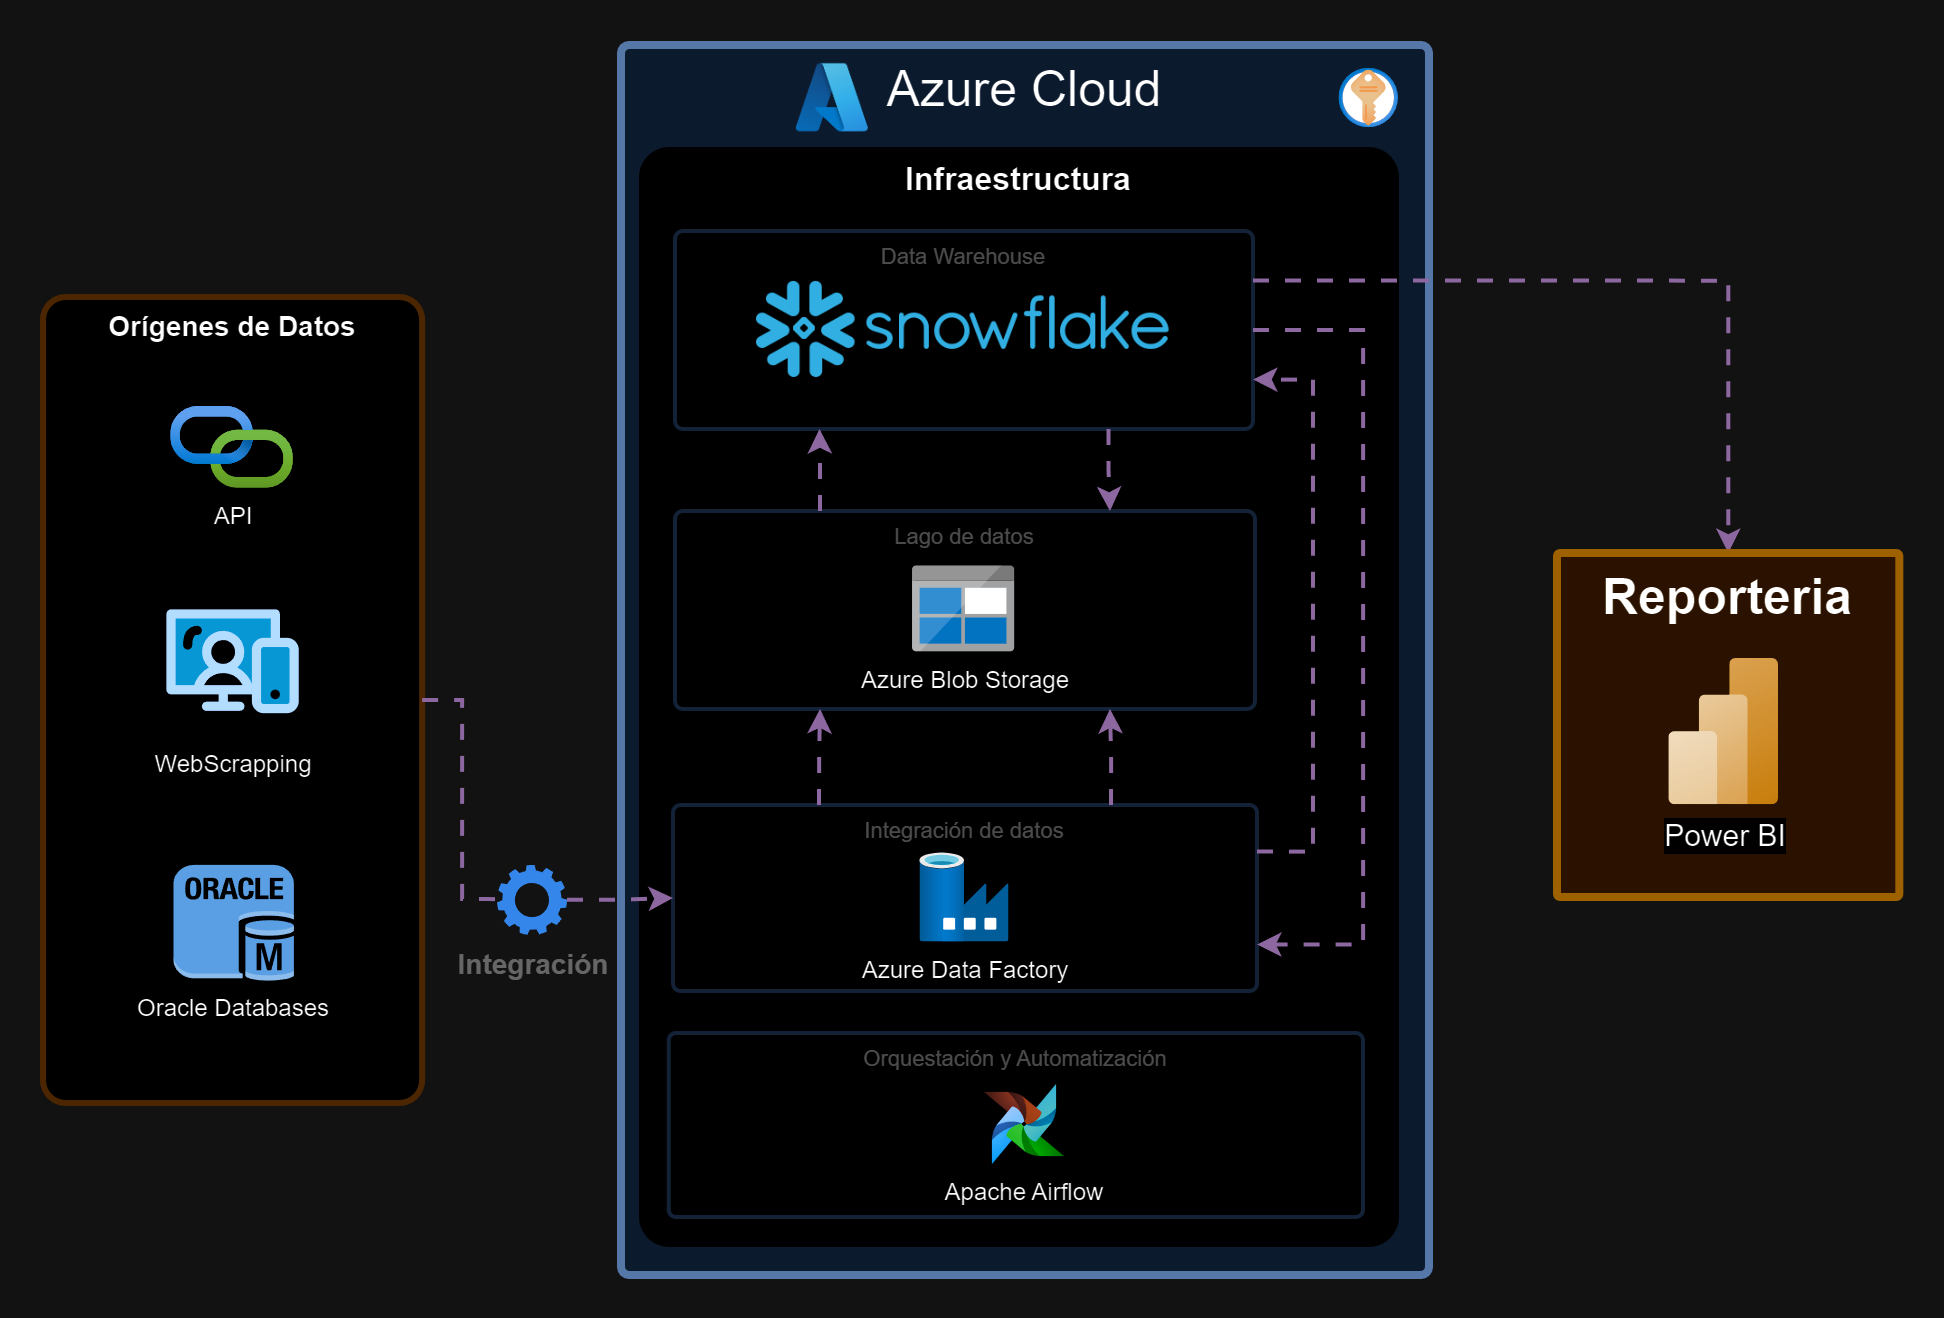 Azure Cloud
Infraestructura
Data Warehouse
snowflake
Orígenes de Datos
API
WebScrapping
ORACLE
M
Oracle Databases
Integración
Lago de datos
Azure Blob Storage
Integración de datos
Azure Data Factory
Orquestación y Automatización
Apache Airflow
Reporteria
Power BI